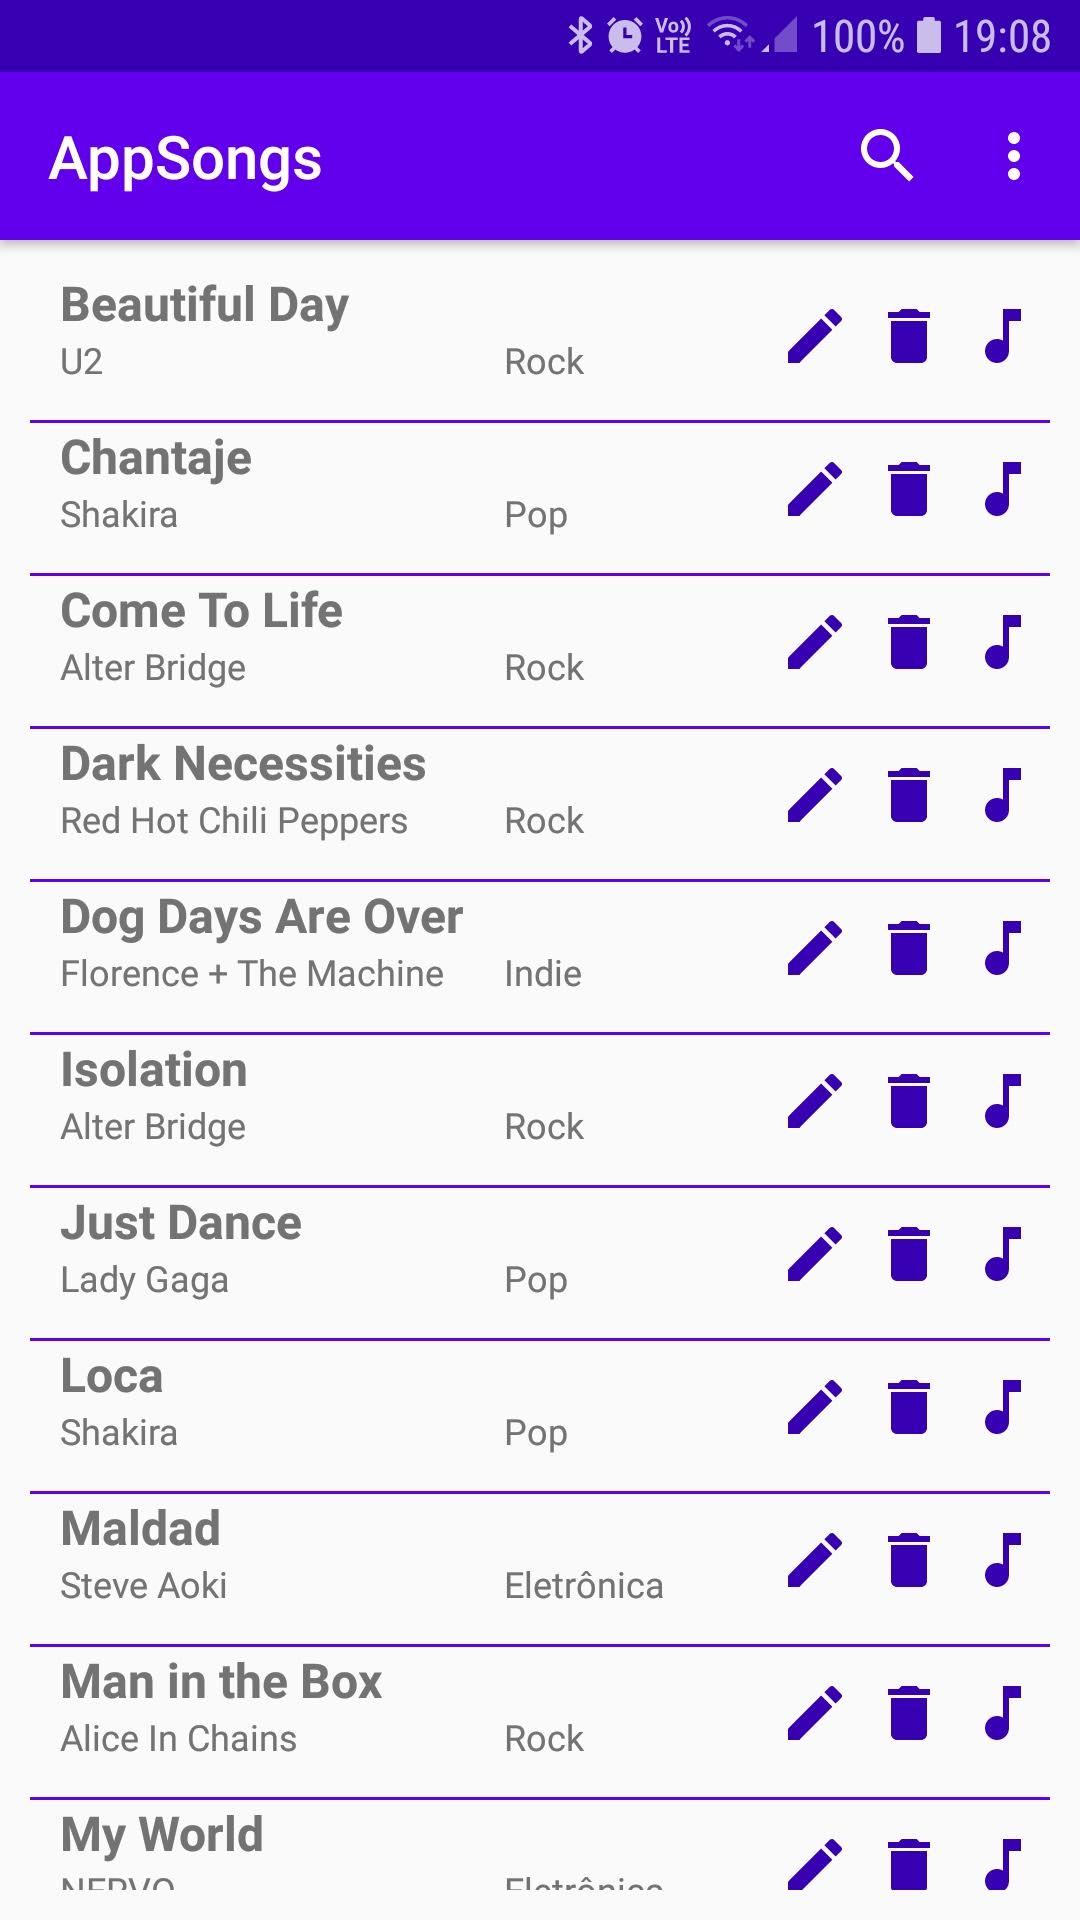 Vo)) LTE 100% 19:08
AppSongs
Beautiful Day
U2 Rock
Chantaje
Shakira Pop
Come To Life
Alter Bridge Rock
Dark Necessities
Red Hot Chili Peppers Rock
Dog Days Are Over
Florence + The Machine Indie
Isolation
Alter Bridge Rock
Just Dance
Lady Gaga Pop
Loca
Shakira Pop
Maldad
Steve Aoki Eletrônica
Man in the Box
Alice In Chains Rock
My World
NERVO Eletrônica